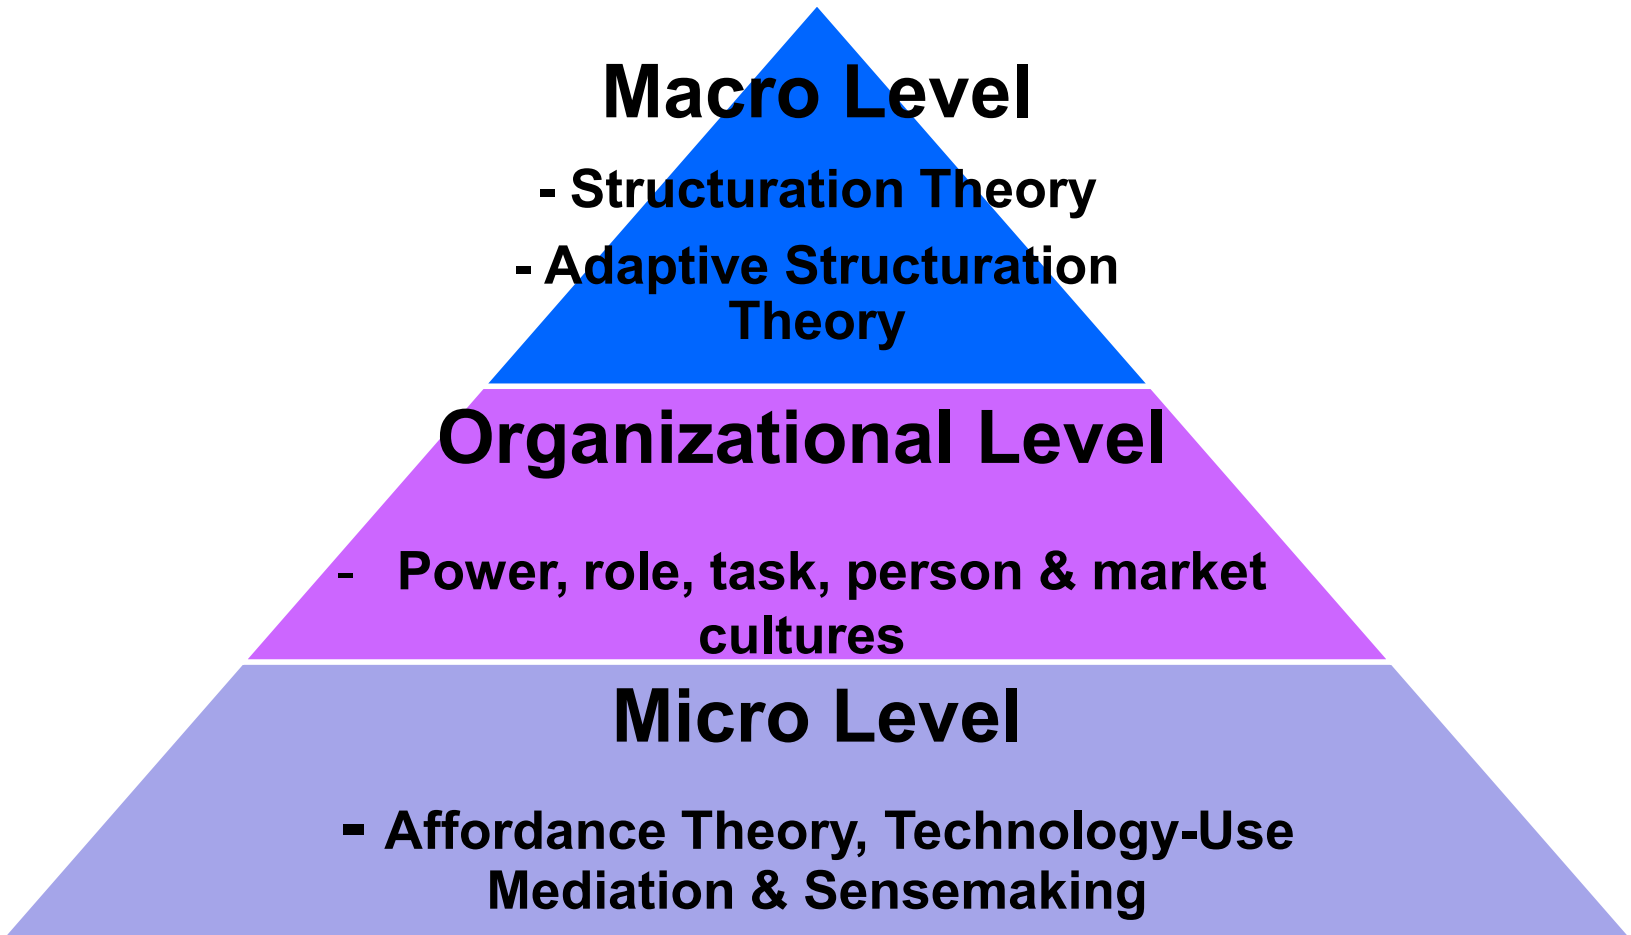 Macro Level
- Structuration Theory
- Adaptive Structuration
Theory
Organizational Level
- Power, role, task, person & market
cultures
Micro Level
- Affordance Theory, Technology-Use
Mediation & Sensemaking